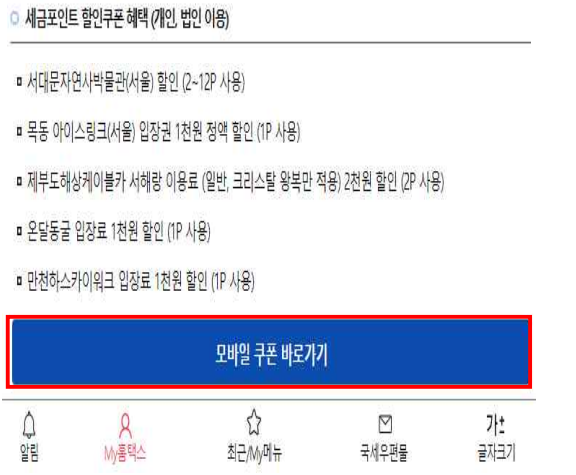 세금포인트 할인쿠폰 혜택 (개인, 법인 이용)
서대문자연사박물관(서울) 할인 (2~12P 사용)
목동 아이스링크(서울) 입장권 1천원 정액 할인 (1P 사용)
제부도해상케이블카 서해랑 이용료 (일반, 크리스탈 왕복만 적용) 2천원 할인 (2P 사용)
온달동굴 입장료 1천원 할인 (1P 사용)
만천하스카이워크 입장료 1천원 할인 (1P 사용)
모바일 쿠폰 바로가기
가±
알림 My홈택스 최근/My메뉴 국세우편물 글자크기